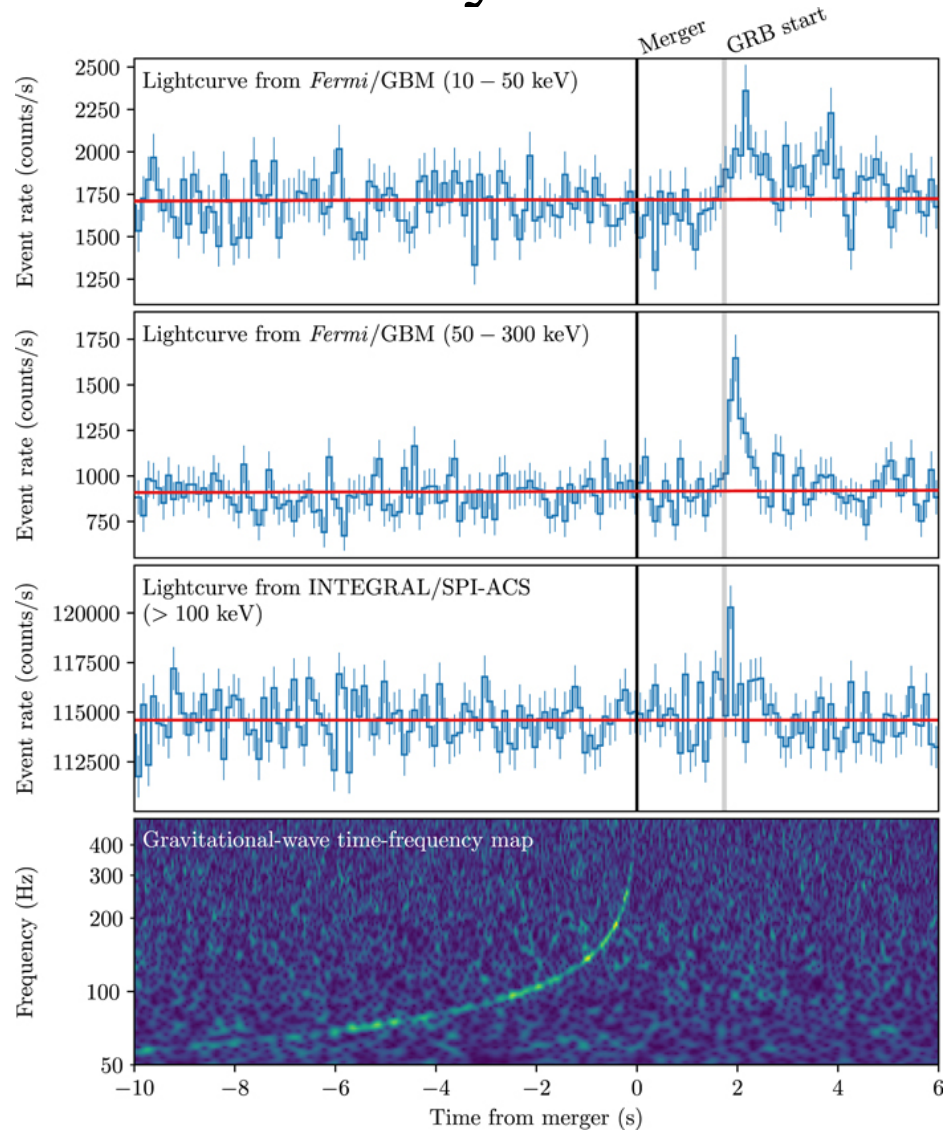 Merger
GRB start
Lightcurve from Fermi/GBM (10 − 50 keV)
Event rate (counts/s)
2500
2250
2000
1750
1500
1250
Lightcurve from Fermi/GBM (50 − 300 keV)
Event rate (counts/s)
1750
1500
1250
1000
750
Lightcurve from INTEGRAL/SPI-ACS
(> 100 keV)
Event rate (counts/s)
120000
117500
115000
112500
Gravitational-wave time-frequency map
Frequency (Hz)
400
300
200
100
50
−10 −8 −6 −4 −2 0 2 4 6
Time from merger (s)